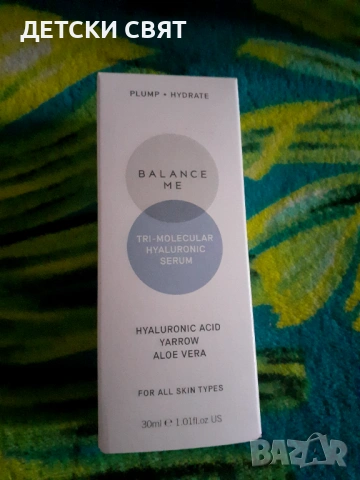 ДЕТСКИ СВЯТ
PLUMP • HYDRATE
BALANCE
ME
TRI-MOLECULAR
HYALURONIC
SERUM
HYALURONIC ACID
YARROW
ALOE VERA
FOR ALL SKIN TYPES
30ml ℮ 1.01fl.oz US
BAZAR